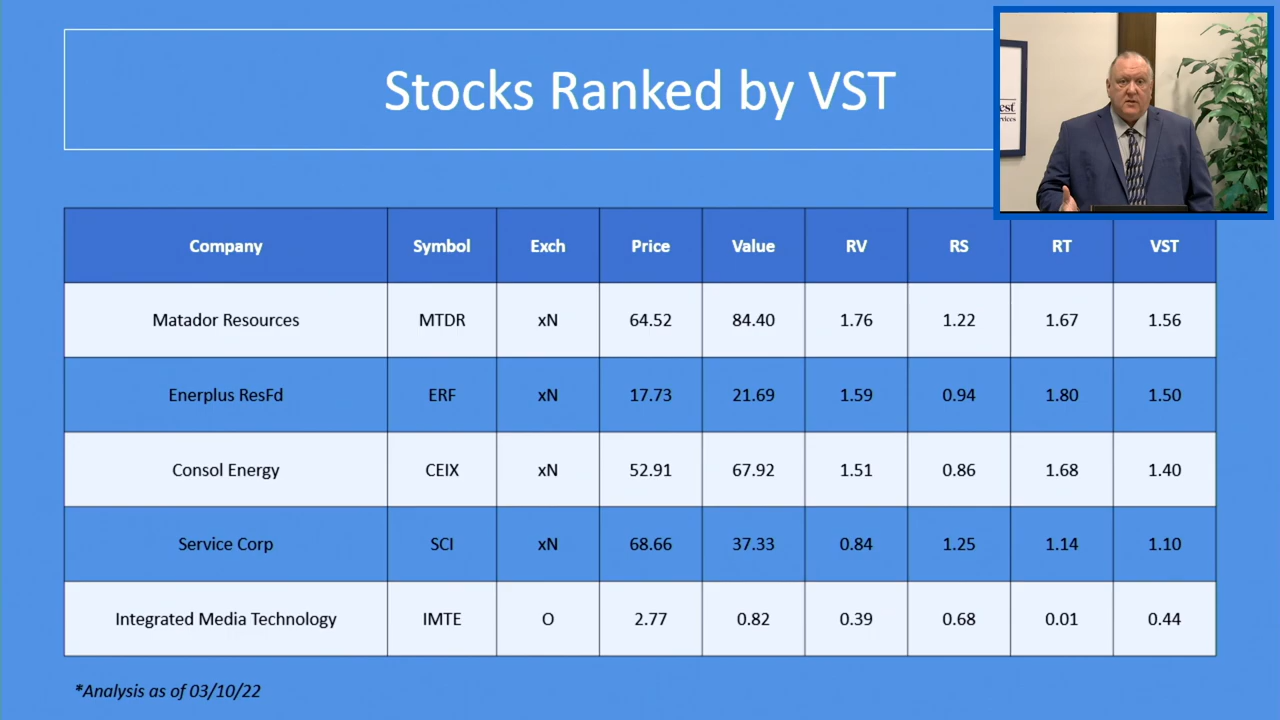 Stocks Ranked by VST
est
rvices
Company Symbol Exch Price Value RV RS RT VST
Matador Resources MTDR xN 64.52 84.40 1.76 1.22 1.67 1.56
Enerplus ResFd ERF xN 17.73 21.69 1.59 0.94 1.80 1.50
Consol Energy CEIX xN 52.91 67.92 1.51 0.86 1.68 1.40
Service Corp SCI xN 68.66 37.33 0.84 1.25 1.14 1.10
Integrated Media Technology IMTE O 2.77 0.82 0.39 0.68 0.01 0.44
*Analysis as of 03/10/22